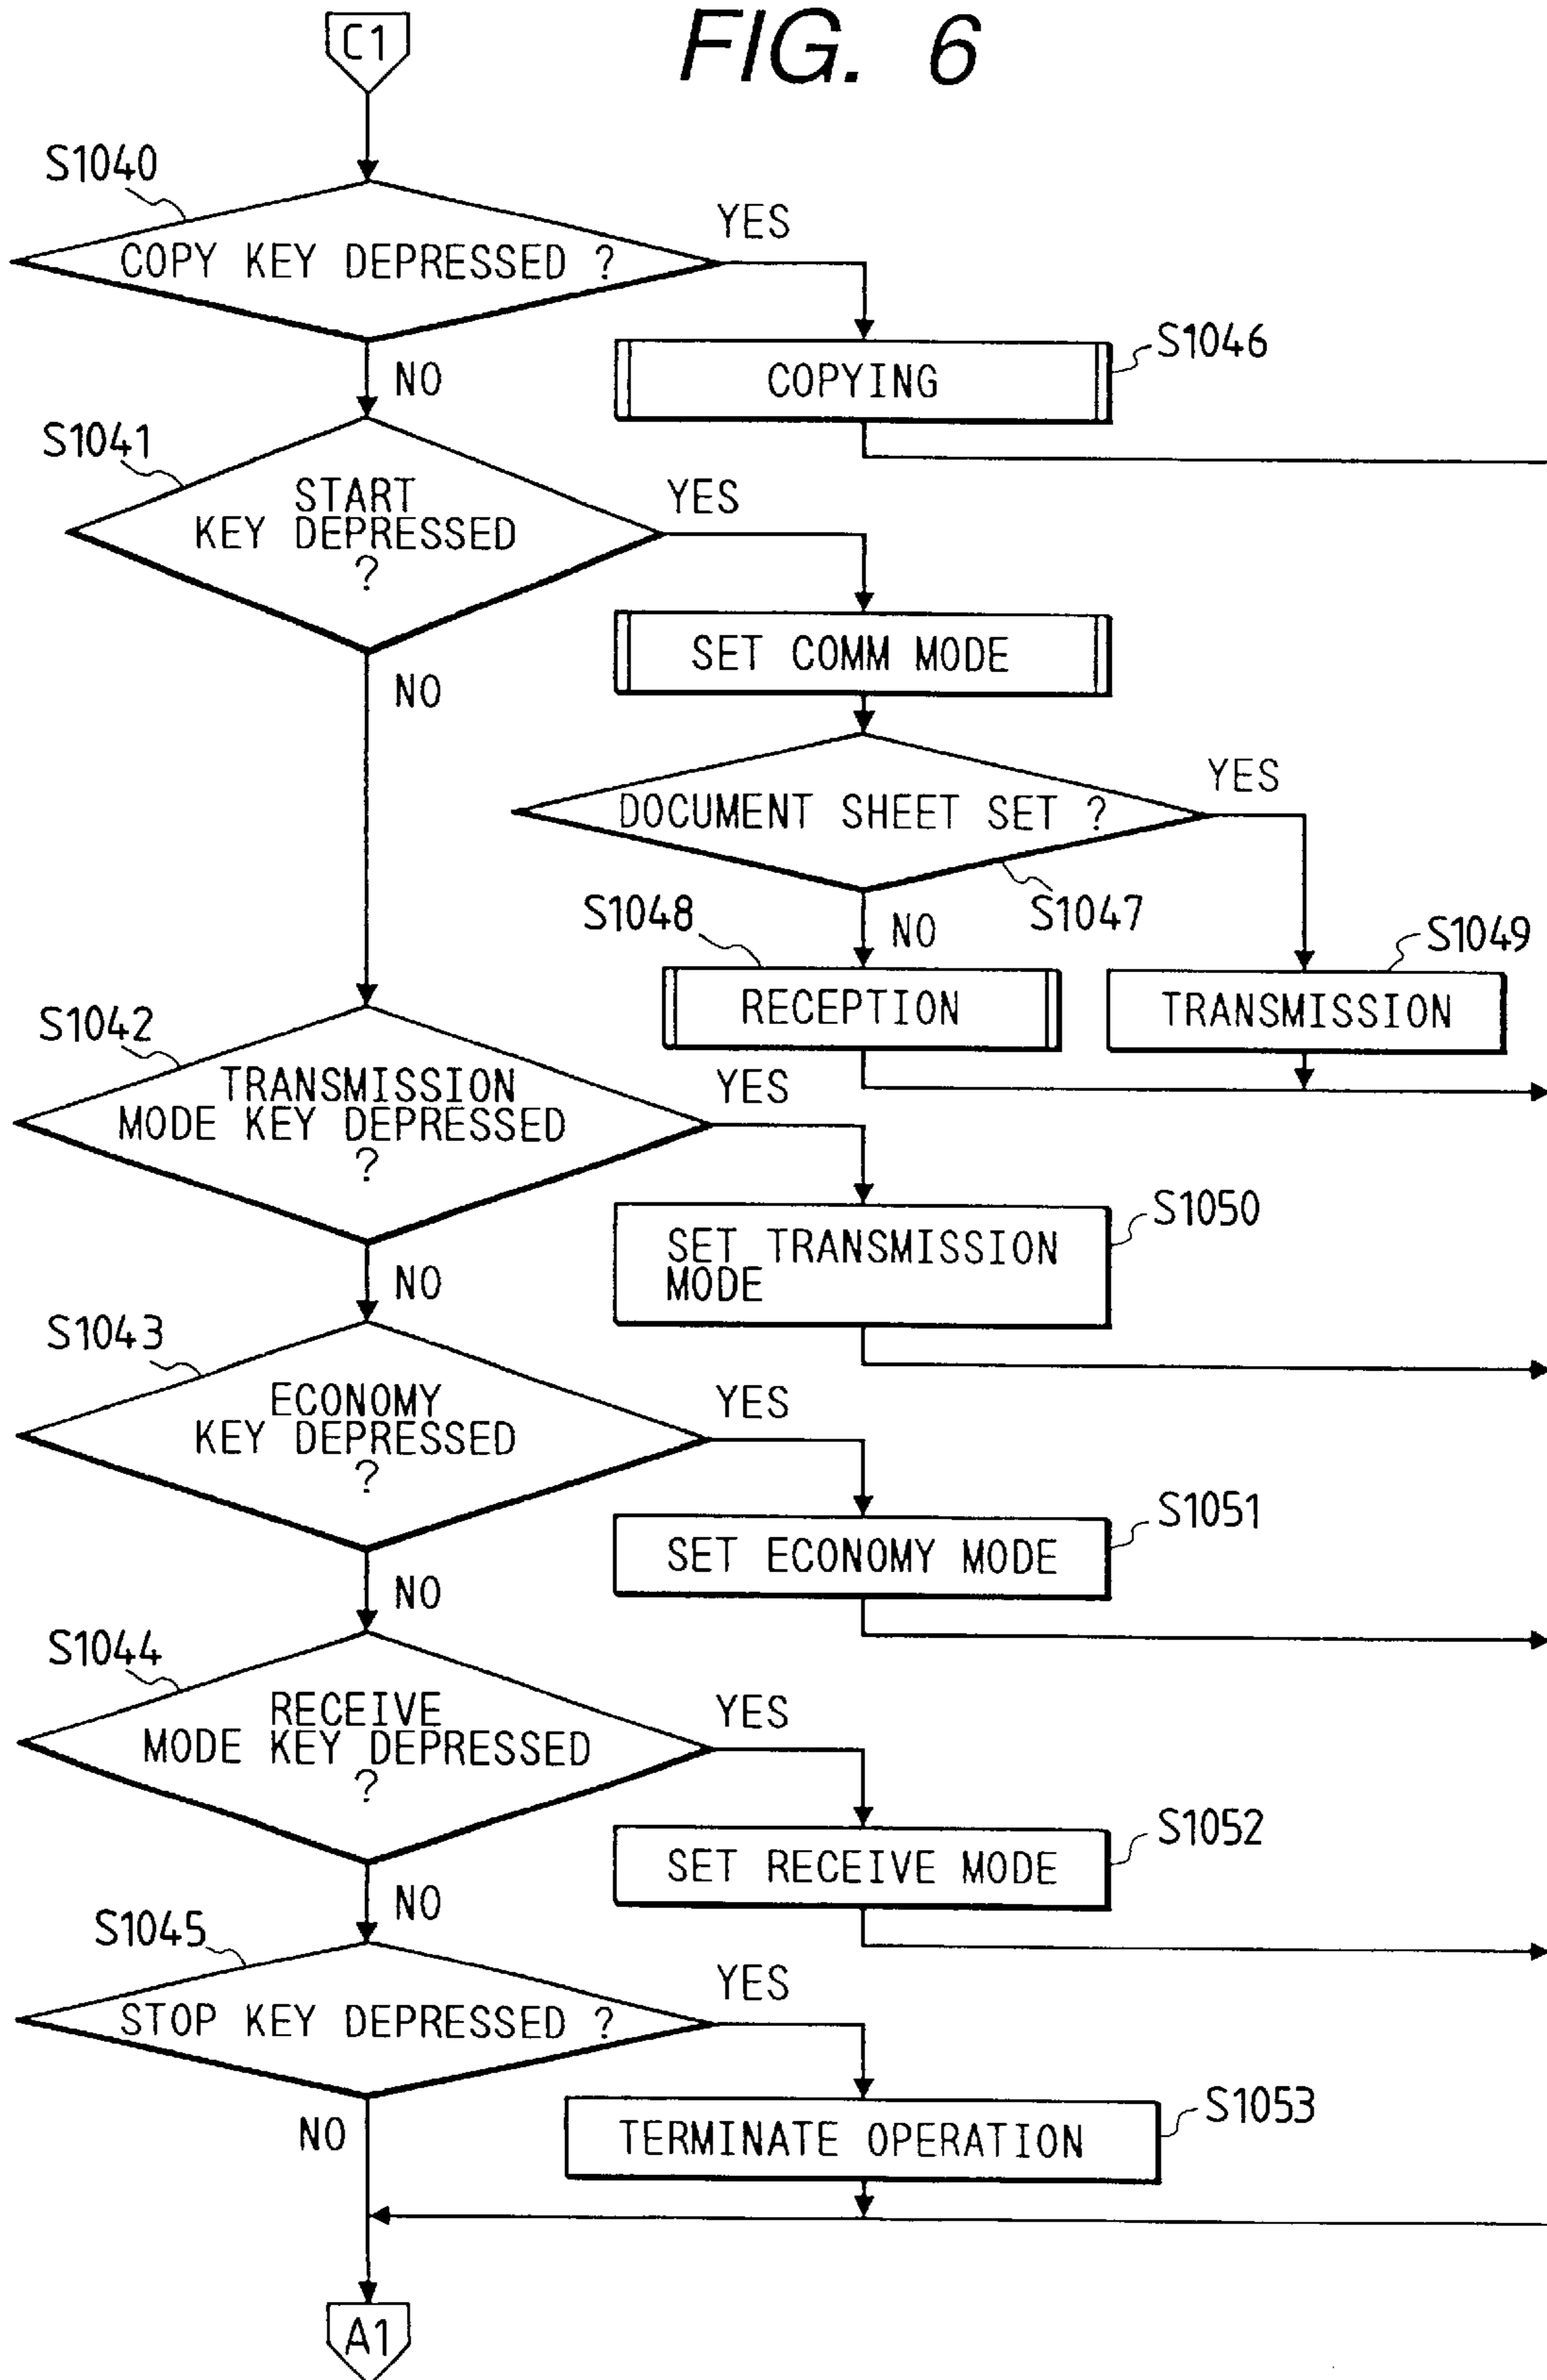 FIG. 6
C1
S1040
COPY KEY DEPRESSED ?
YES
NO
COPYING
S1046
S1041
START
KEY DEPRESSED
?
YES
NO
SET COMM MODE
DOCUMENT SHEET SET ?
YES
S1047
NO
S1048
RECEPTION
S1049
TRANSMISSION
S1042
TRANSMISSION
MODE KEY DEPRESSED
?
YES
NO
SET TRANSMISSION
MODE
S1050
S1043
ECONOMY
KEY DEPRESSED
?
YES
NO
SET ECONOMY MODE
S1051
S1044
RECEIVE
MODE KEY DEPRESSED
?
YES
NO
SET RECEIVE MODE
S1052
S1045
STOP KEY DEPRESSED ?
YES
NO
TERMINATE OPERATION
S1053
A1